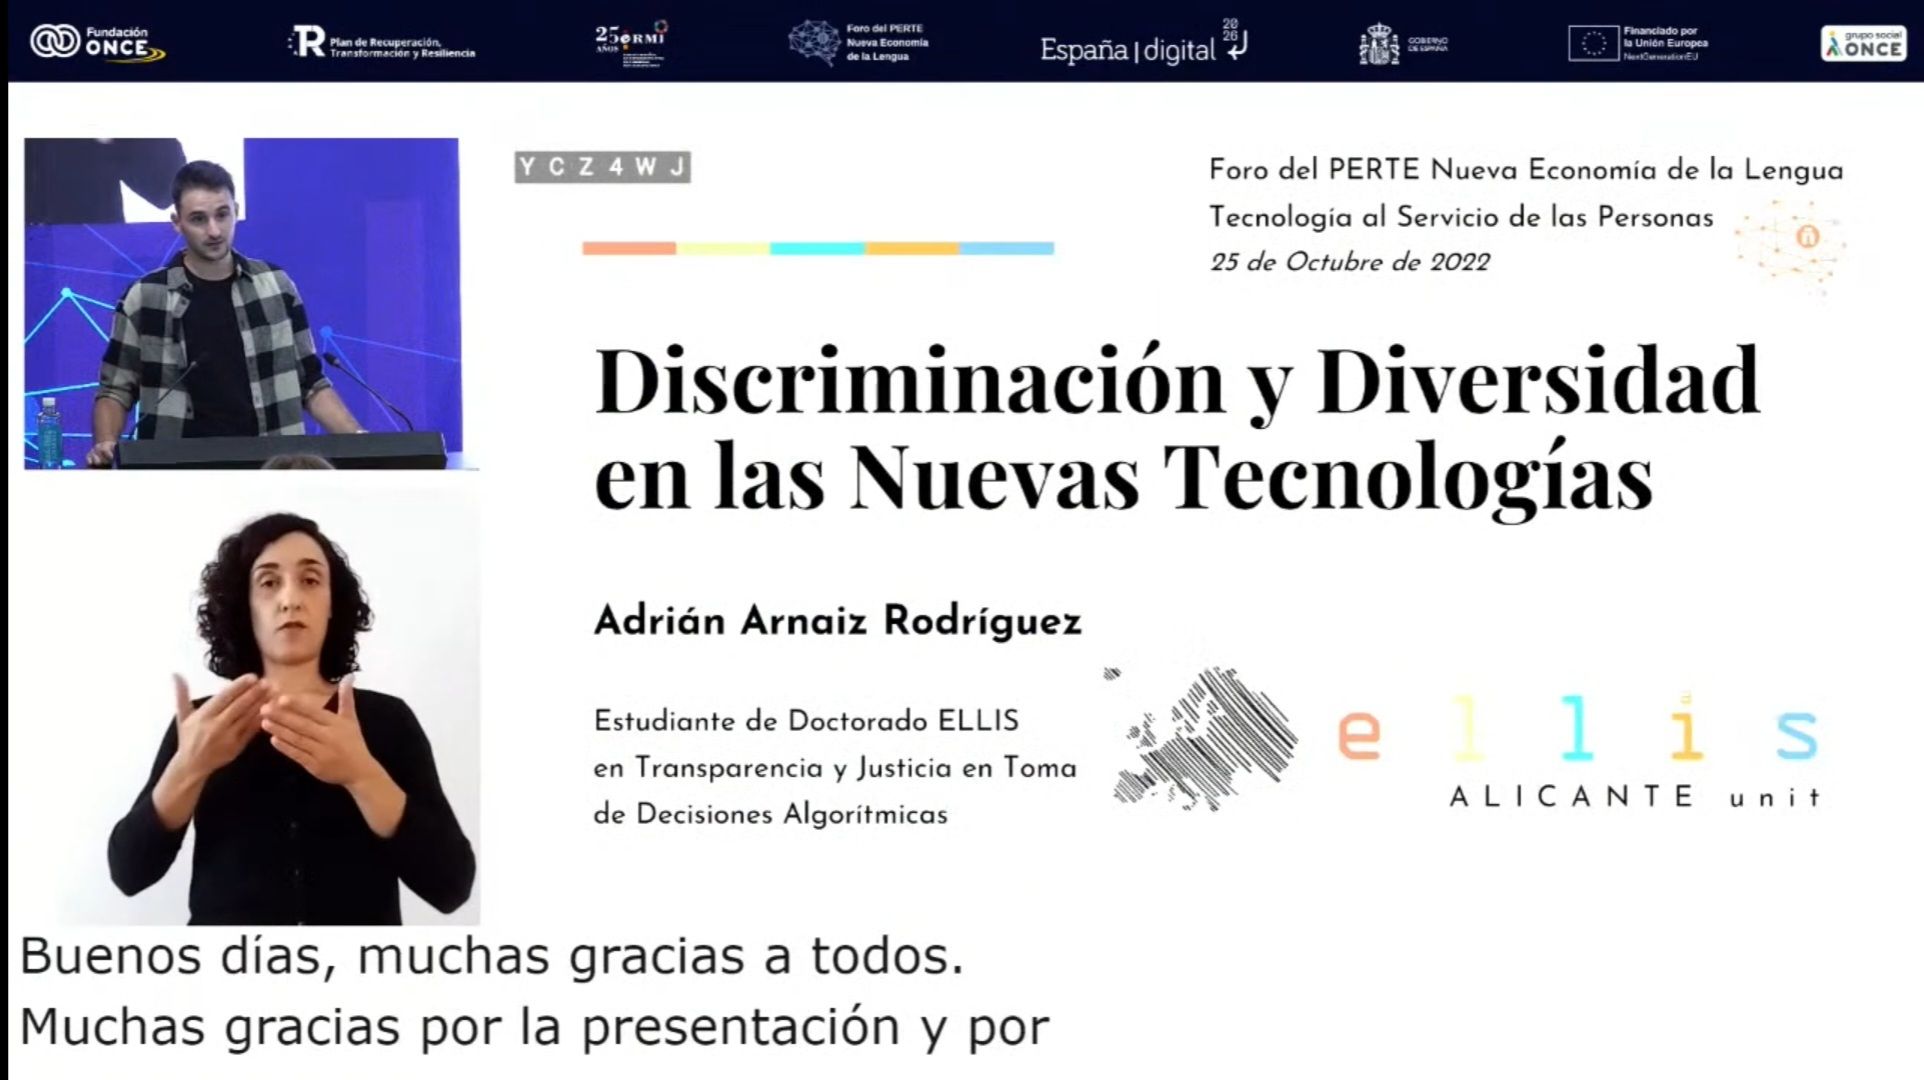 Fundación
ONCE
Plan de Recuperación,
Transformación y Resiliencia
25 ORMI
AÑOS
Foro del PERTE
Nueva Economía
de la Lengua
España | digital 2026
GOBIERNO
DE ESPAÑA
Financiado por
la Unión Europea
NextGenerationEU
grupo social
ONCE
YCZ4WJ
Foro del PERTE Nueva Economía de la Lengua
Tecnología al Servicio de las Personas
25 de Octubre de 2022
Discriminación y Diversidad
en las Nuevas Tecnologías
Adrián Arnaiz Rodríguez
Estudiante de Doctorado ELLIS
en Transparencia y Justicia en Toma
de Decisiones Algorítmicas
ellis
ALICANTE unit
Buenos días, muchas gracias a todos.
Muchas gracias por la presentación y por